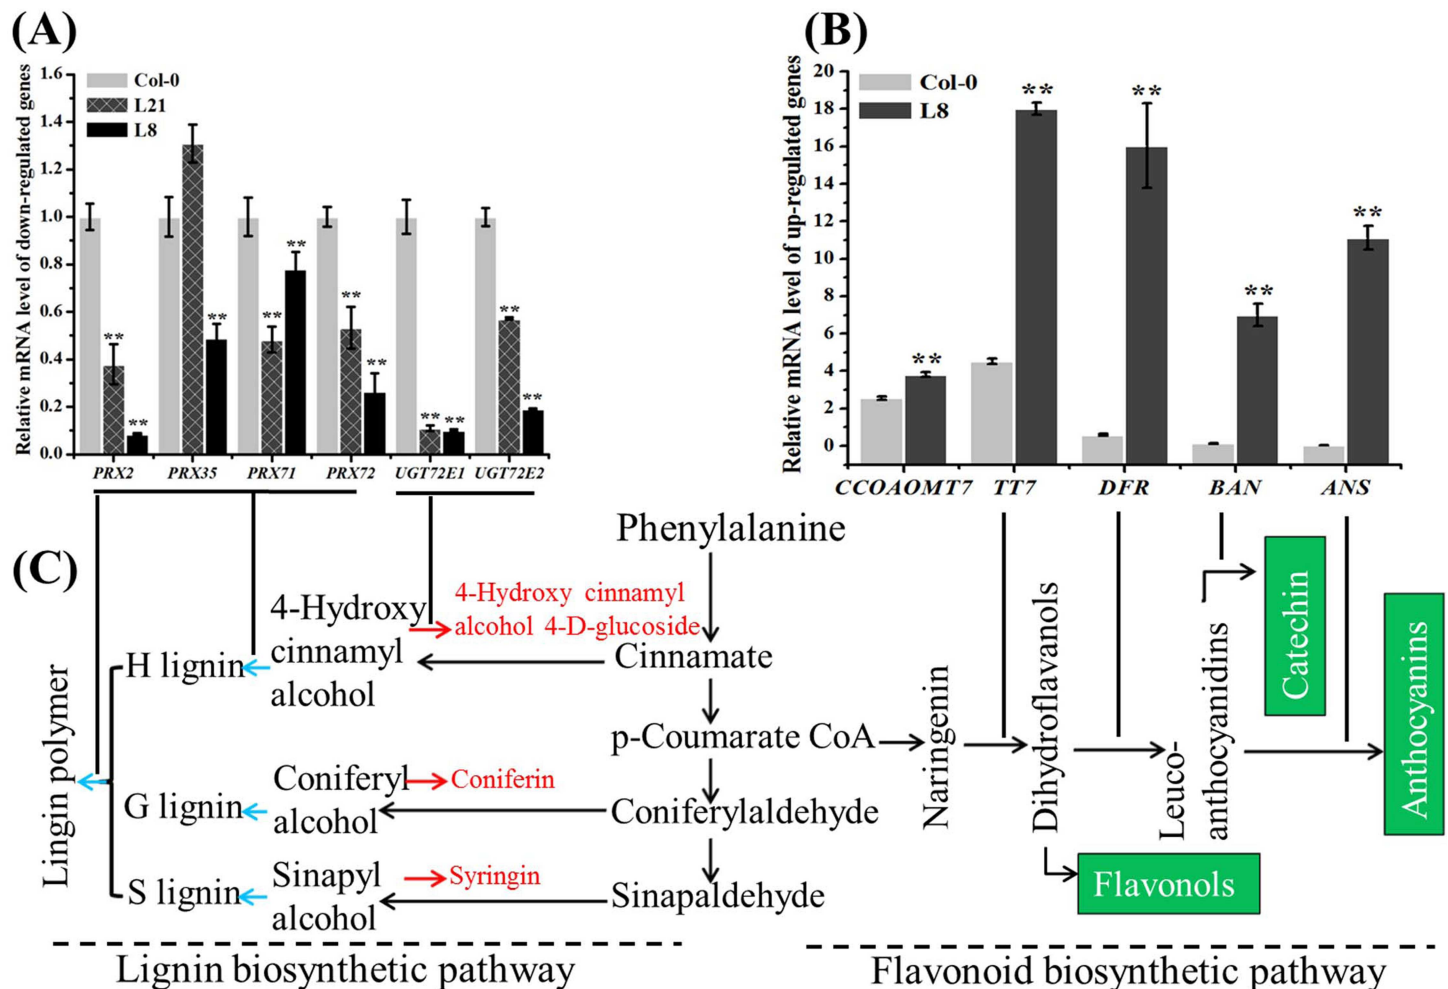 (A)
Relative mRNA level of down-regulated genes
1.6
1.4
1.2
1.0
0.8
0.6
0.4
0.2
0.0
Col-0
L21
L8
**
**
**
**
**
**
**
**
**
**
**
PRX2 PRX35 PRX71 PRX72 UGT72E1 UGT72E2
(B)
Relative mRNA level of up-regulated genes
20
18
16
14
12
10
8
6
4
2
0
Col-0
L8
**
**
**
**
**
CCOAOMT7 TT7 DFR BAN ANS
(C)
Phenylalanine
4-Hydroxy
cinnamyl
alcohol
4-Hydroxy cinnamyl
alcohol 4-D-glucoside
Cinnamate
H lignin
p-Coumarate CoA
Lingin polymer
G lignin
Coniferyl
alcohol
Coniferin
Coniferylaldehyde
S lignin
Sinapyl
alcohol
Syringin
Sinapaldehyde
Naringenin
Dihydroflavanols
Leuco-
anthocyanidins
Catechin
Anthocyanins
Flavonols
Lignin biosynthetic pathway
Flavonoid biosynthetic pathway